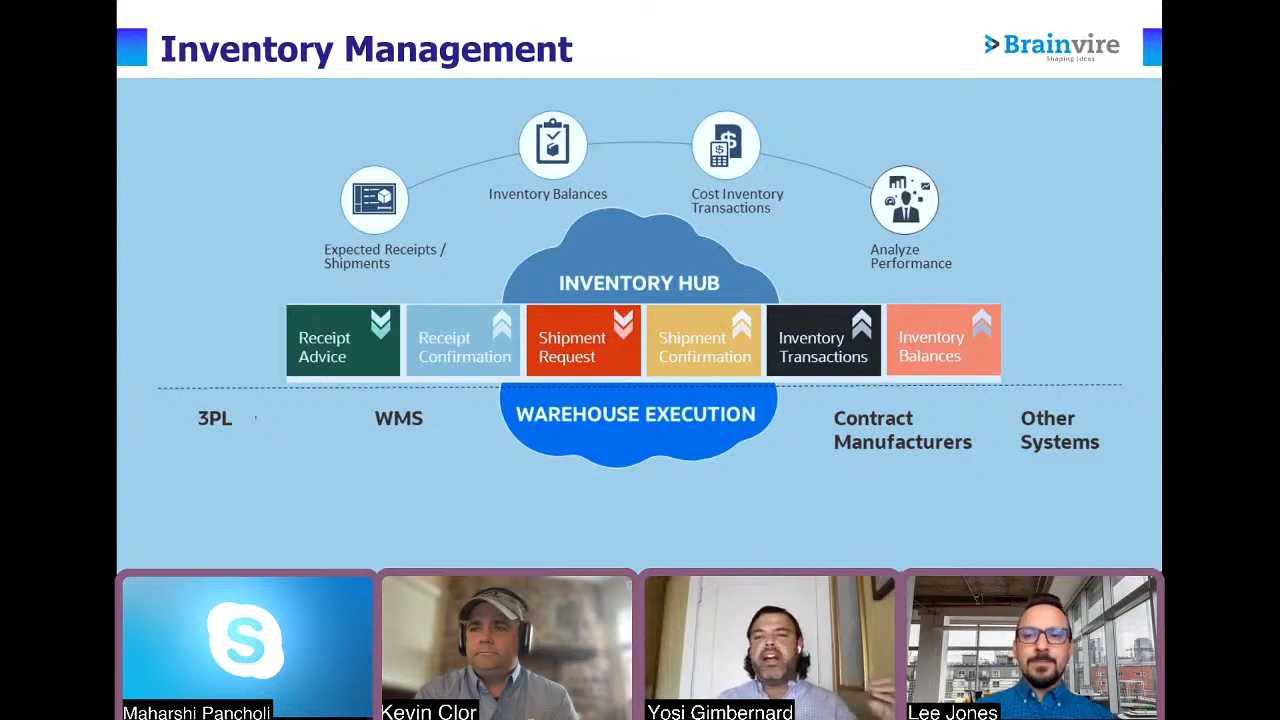 Inventory Management
Brainvire
Shaping Ideas
Inventory Balances
Cost Inventory
Transactions
Expected Receipts /
Shipments
Analyze
Performance
INVENTORY HUB
Receipt
Advice
Receipt
Confirmation
Shipment
Request
Shipment
Confirmation
Inventory
Transactions
Inventory
Balances
3PL
WMS
WAREHOUSE EXECUTION
Contract
Manufacturers
Other
Systems
S
Maharshi Pancholi
Kevin Clor
Yosi Gimbernard
Lee Jones